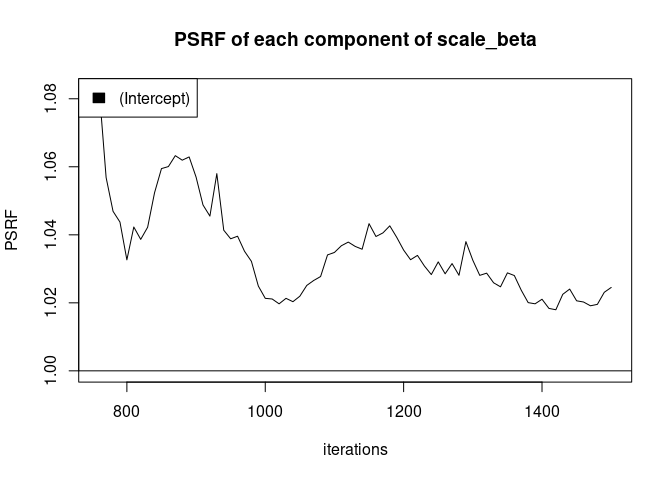 PSRF of each component of scale_beta
(Intercept)
PSRF
1.08
1.06
1.04
1.02
1.00
800 1000 1200 1400
iterations